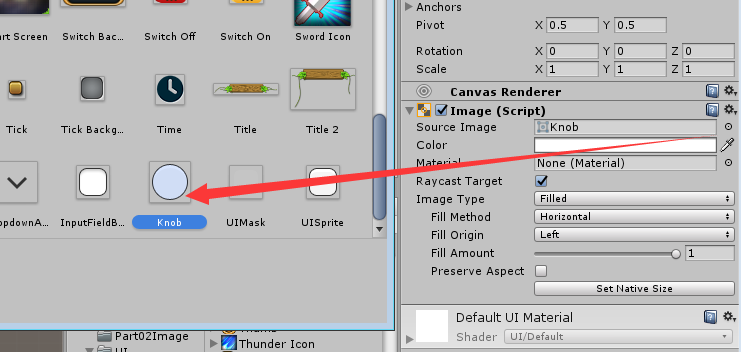 Anchors
Pivot X 0.5 Y 0.5
Rotation X 0 Y 0 Z 0
Scale X 1 Y 1 Z 1
Canvas Renderer
Image (Script)
Source Image Knob
Color
Material None (Material)
Raycast Target
Image Type Filled
Fill Method Horizontal
Fill Origin Left
Fill Amount 1
Preserve Aspect
Set Native Size
Default UI Material
Shader UI/Default
art Screen Switch Bac... Switch Off Switch On Sword Icon
Tick Tick Backg... Time Title Title 2
opdownA... InputFieldB... Knob UIMask UISprite
Part02Image
UI
Thunder Icon